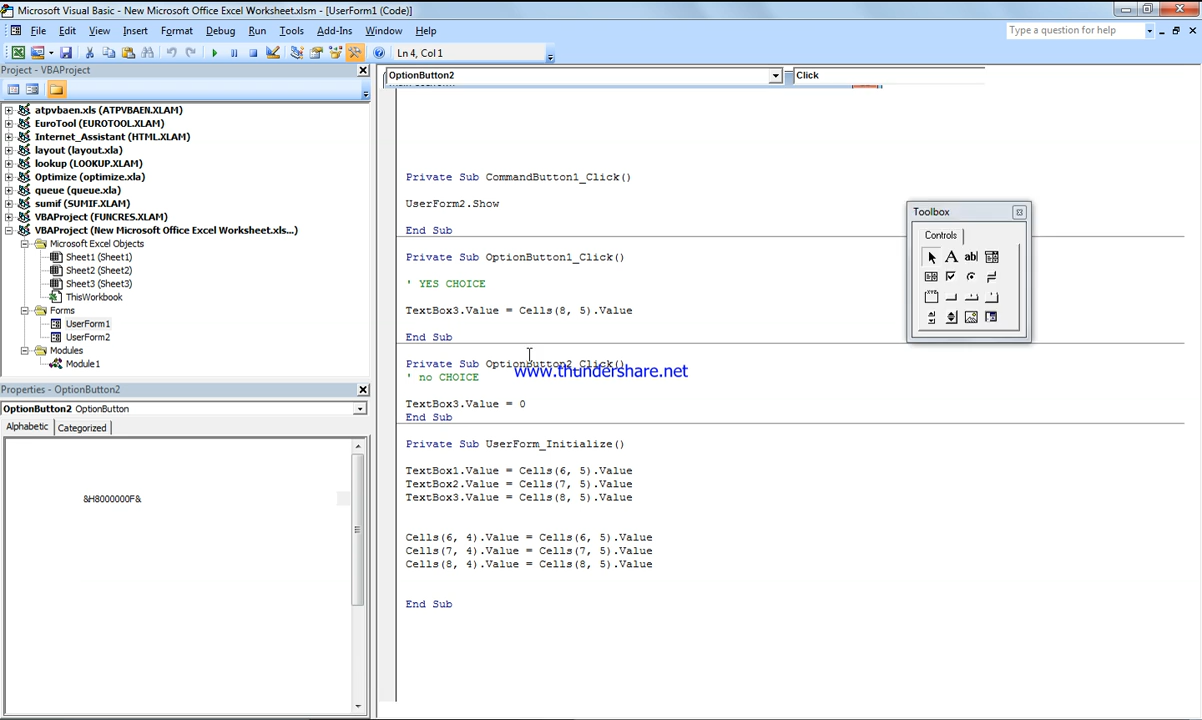 Microsoft Visual Basic - New Microsoft Office Excel Worksheet.xlsm - [UserForm1 (Code)]
File Edit View Insert Format Debug Run Tools Add-Ins Window Help
Type a question for help
Ln 4, Col 1
Project - VBAProject
OptionButton2
Click
atpvbaen.xls (ATPVBAEN.XLAM)
EuroTool (EUROTOOL.XLAM)
Internet_Assistant (HTML.XLAM)
layout (layout.xla)
lookup (LOOKUP.XLAM)
Optimize (optimize.xla)
queue (queue.xla)
sumif (SUMIF.XLAM)
VBAProject (FUNCRES.XLAM)
VBAProject (New Microsoft Office Excel Worksheet.xls...)
Microsoft Excel Objects
Sheet1 (Sheet1)
Sheet2 (Sheet2)
Sheet3 (Sheet3)
ThisWorkbook
Forms
UserForm1
UserForm2
Modules
Module1
Properties - OptionButton2
OptionButton2 OptionButton
Alphabetic Categorized
&H8000000F&
Private Sub CommandButton1_Click()
UserForm2.Show
End Sub
Private Sub OptionButton1_Click()
' YES CHOICE
TextBox3.Value = Cells(8, 5).Value
End Sub
Private Sub OptionButton2_Click()
www.thundershare.net
' no CHOICE
TextBox3.Value = 0
End Sub
Private Sub UserForm_Initialize()
TextBox1.Value = Cells(6, 5).Value
TextBox2.Value = Cells(7, 5).Value
TextBox3.Value = Cells(8, 5).Value
Cells(6, 4).Value = Cells(6, 5).Value
Cells(7, 4).Value = Cells(7, 5).Value
Cells(8, 4).Value = Cells(8, 5).Value
End Sub
Toolbox
Controls
A
ab